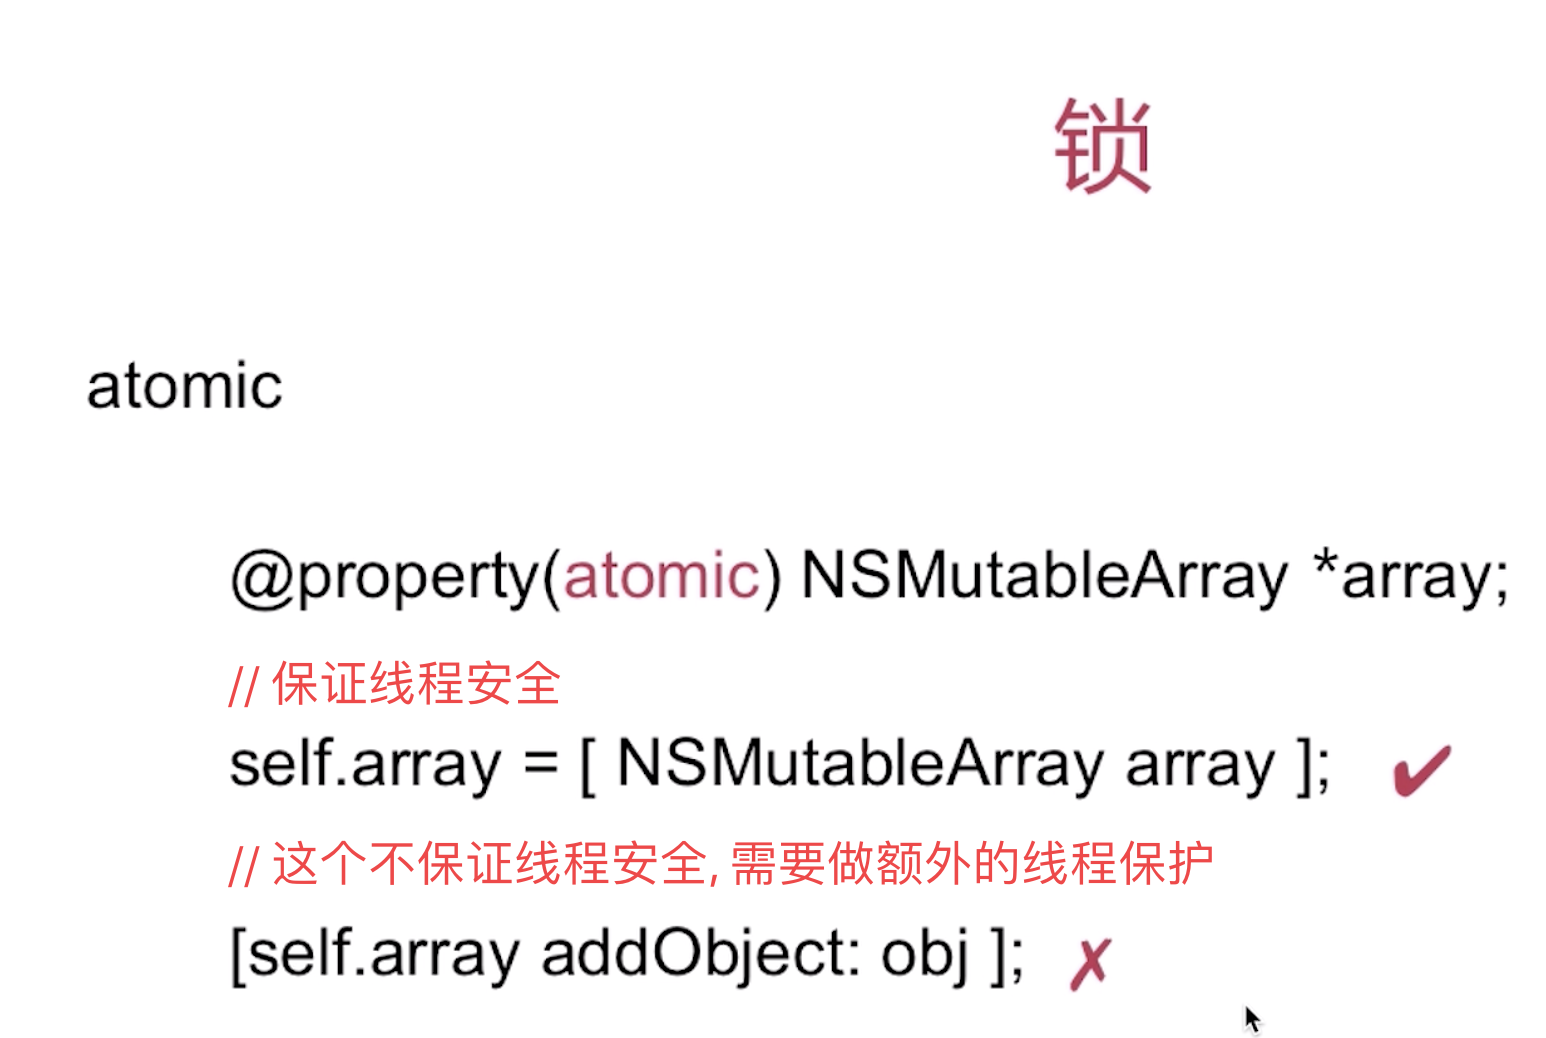 锁
atomic
@property(atomic) NSMutableArray *array;
// 保证线程安全
self.array = [ NSMutableArray array ]; ✔
// 这个不保证线程安全, 需要做额外的线程保护
[self.array addObject: obj ]; ✗